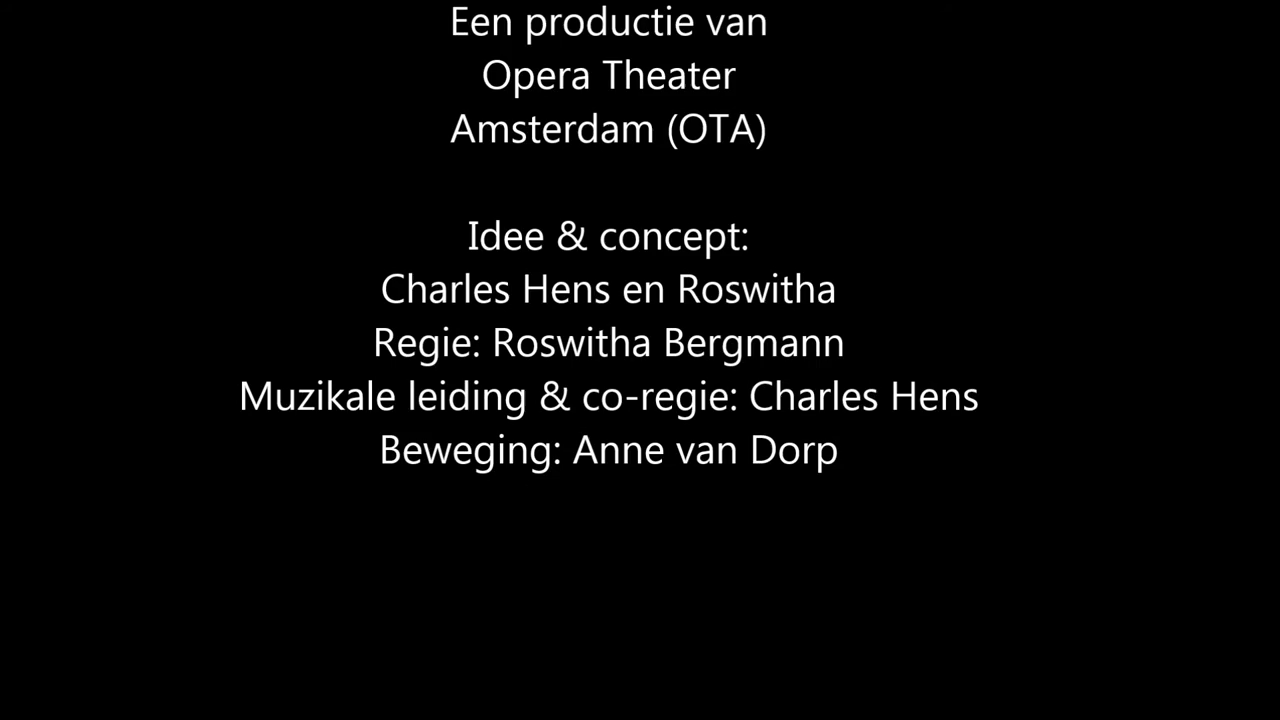 Een productie van
Opera Theater
Amsterdam (OTA)
Idee & concept:
Charles Hens en Roswitha
Regie: Roswitha Bergmann
Muzikale leiding & co-regie: Charles Hens
Beweging: Anne van Dorp